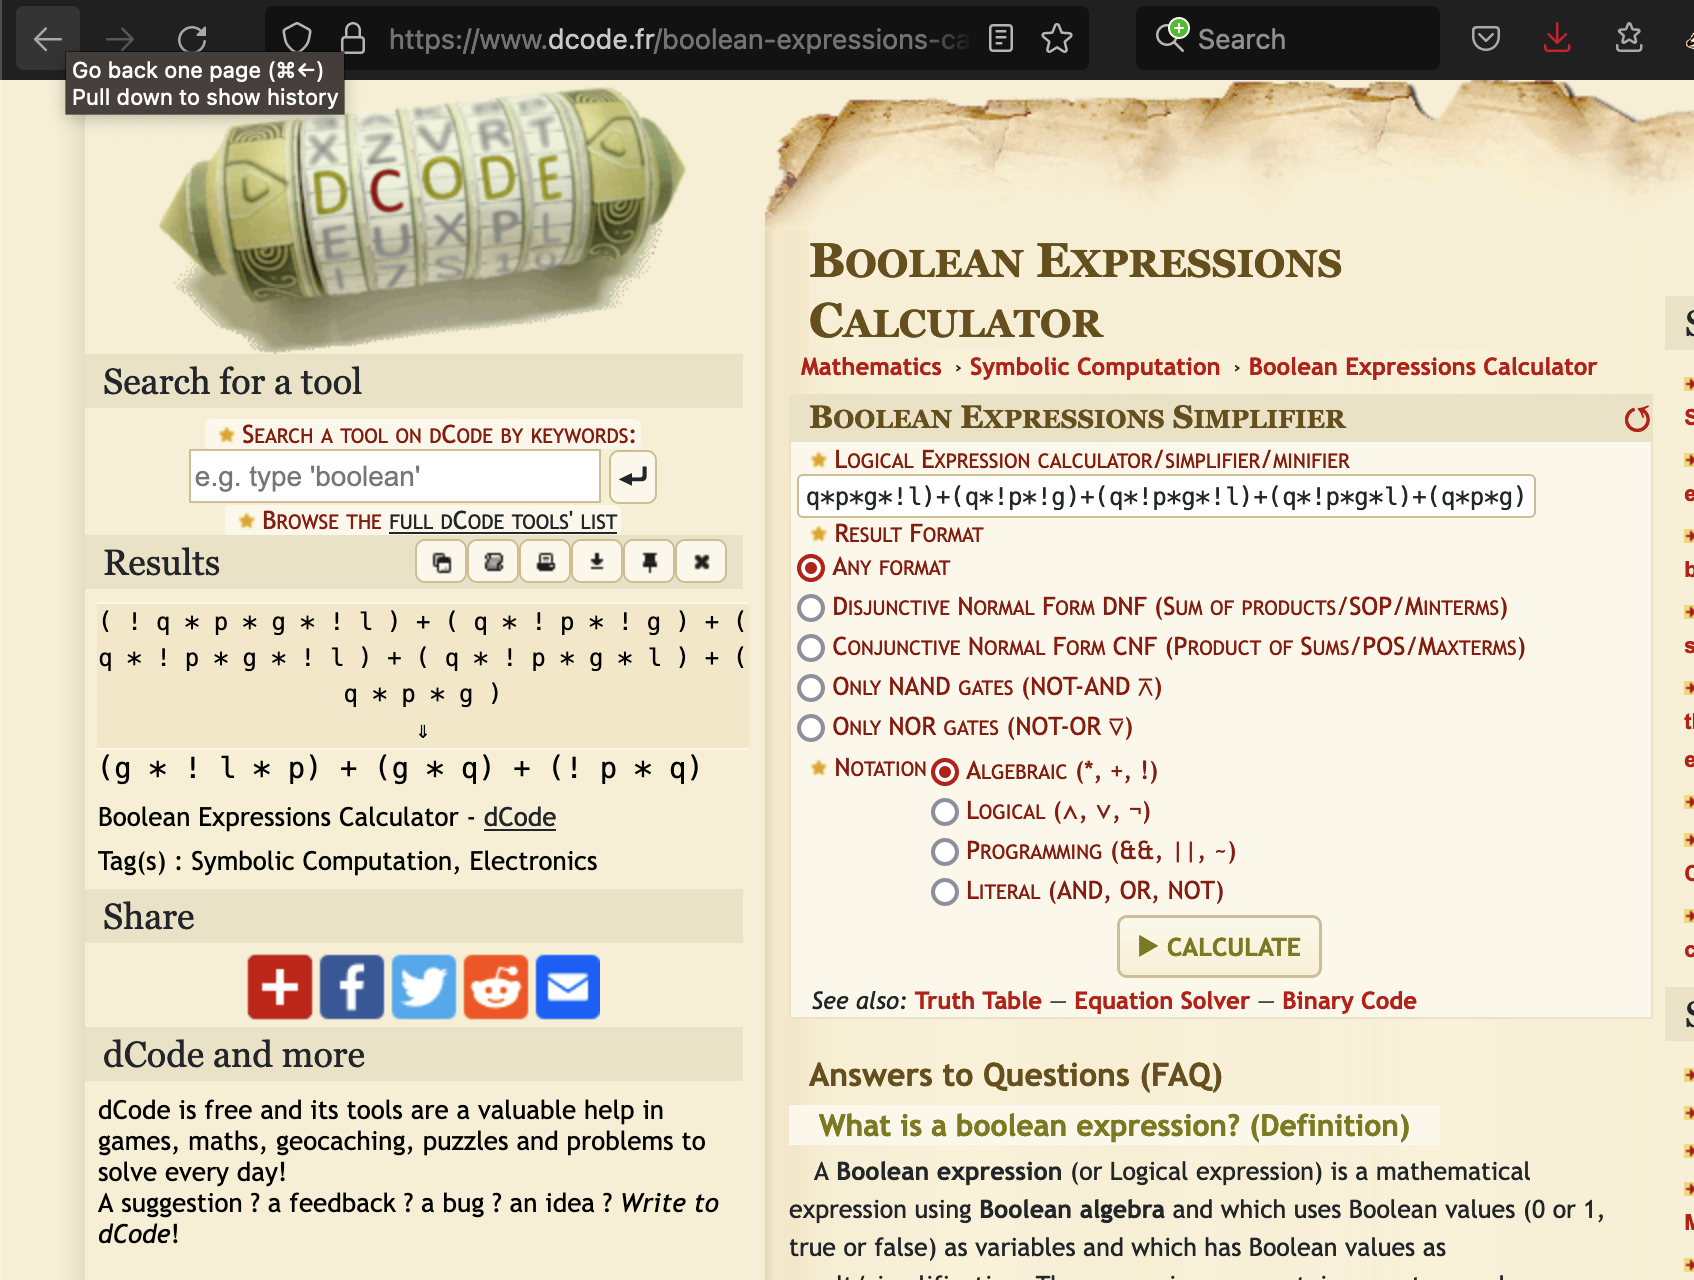 https://www.dcode.fr/boolean-expressions-ca
Search
Go back one page (⌘←)
Pull down to show history
X Z V R T
D C O D E
E U X P L
I 7 S 1 0
Search for a tool
★ Search a tool on dCode by keywords:
e.g. type 'boolean'
★ Browse the full dCode tools' list
Results
( ! q * p * g * ! l ) + ( q * ! p * ! g ) + (
q * ! p * g * ! l ) + ( q * ! p * g * l ) + (
q * p * g )
⇓
(g * ! l * p) + (g * q) + (! p * q)
Boolean Expressions Calculator - dCode
Tag(s) : Symbolic Computation, Electronics
Share
dCode and more
dCode is free and its tools are a valuable help in
games, maths, geocaching, puzzles and problems to
solve every day!
A suggestion ? a feedback ? a bug ? an idea ? Write to
dCode!
Boolean Expressions
Calculator
Mathematics › Symbolic Computation › Boolean Expressions Calculator
Boolean Expressions Simplifier
★ Logical Expression calculator/simplifier/minifier
q*p*g*!l)+(q*!p*!g)+(q*!p*g*!l)+(q*!p*g*l)+(q*p*g)
★ Result Format
Any format
Disjunctive Normal Form DNF (Sum of products/SOP/Minterms)
Conjunctive Normal Form CNF (Product of Sums/POS/Maxterms)
Only NAND gates (NOT-AND ⊼)
Only NOR gates (NOT-OR ⊽)
★ Notation Algebraic (*, +, !)
Logical (∧, ∨, ¬)
Programming (&&, ||, ~)
Literal (AND, OR, NOT)
▶ CALCULATE
See also: Truth Table — Equation Solver — Binary Code
Answers to Questions (FAQ)
What is a boolean expression? (Definition)
A Boolean expression (or Logical expression) is a mathematical
expression using Boolean algebra and which uses Boolean values (0 or 1,
true or false) as variables and which has Boolean values as